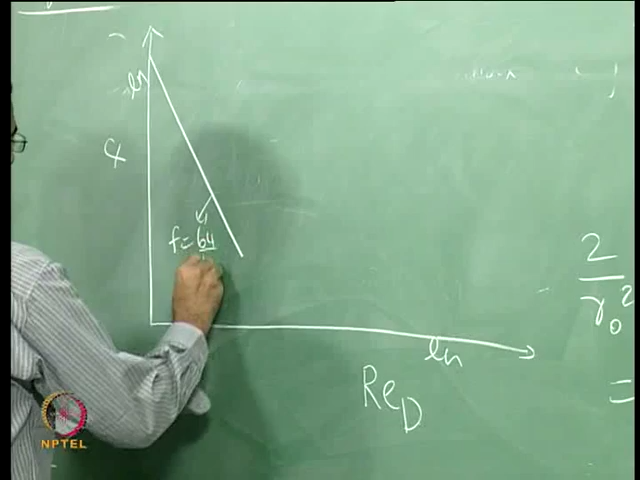 ln
f
f = 64
ln
Re_D
2
r_0^2
=
NPTEL